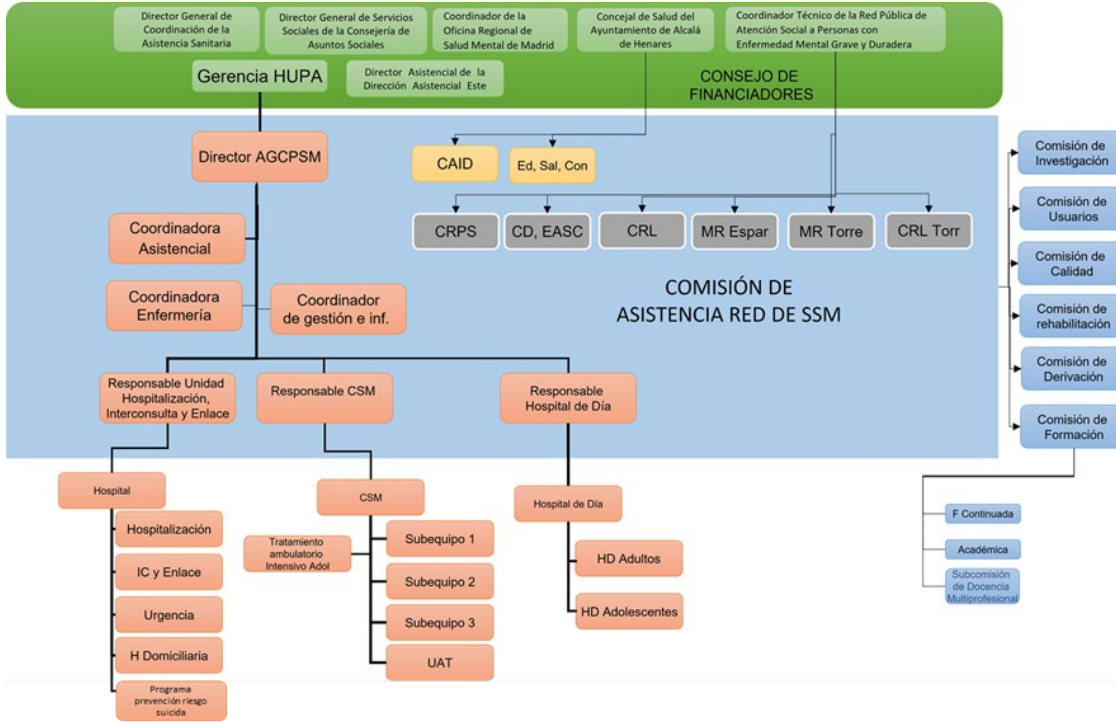 Director General de
Coordinación de la
Asistencia Sanitaria
Director General de Servicios
Sociales de la Consejería de
Asuntos Sociales
Coordinador de la
Oficina Regional de
Salud Mental de Madrid
Concejal de Salud del
Ayuntamiento de Alcalá
de Henares
Coordinador Técnico de la Red Pública de
Atención Social a Personas con
Enfermedad Mental Grave y Duradera
Gerencia HUPA
Director Asistencial de la
Dirección Asistencial Este
CONSEJO DE
FINANCIADORES
Director AGCPSM
CAID
Ed, Sal, Con
Coordinadora
Asistencial
CRPS
CD, EASC
CRL
MR Espar
MR Torre
CRL Torr
Coordinadora
Enfermería
Coordinador
de gestión e inf.
COMISIÓN DE
ASISTENCIA RED DE SSM
Comisión de
Investigación
Comisión de
Usuarios
Comisión de
Calidad
Comisión de
rehabilitación
Comisión de
Derivación
Comisión de
Formación
Responsable Unidad
Hospitalización,
Interconsulta y Enlace
Responsable CSM
Responsable
Hospital de Día
Hospital
Hospitalización
IC y Enlace
Urgencia
H Domiciliaria
Programa
prevención riesgo
suicida
CSM
Tratamiento
ambulatorio
Intensivo Adol
Subequipo 1
Subequipo 2
Subequipo 3
UAT
Hospital de Día
HD Adultos
HD Adolescentes
F Continuada
Académica
Subcomisión
de Docencia
Multiprofesional